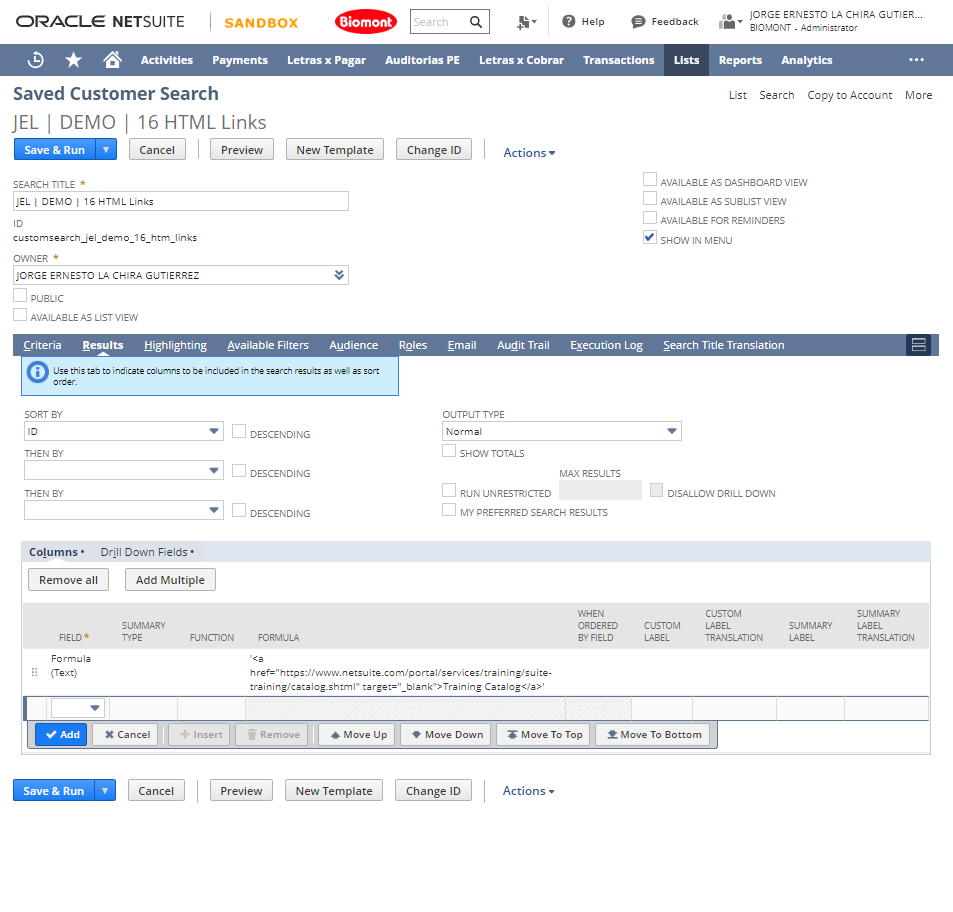 ORACLE NETSUITE
SANDBOX
Biomont
Search
Help
Feedback
JORGE ERNESTO LA CHIRA GUTIER...
BIOMONT - Administrator
Activities Payments Letras x Pagar Auditorias PE Letras x Cobrar Transactions Lists Reports Analytics
Saved Customer Search
List Search Copy to Account More
JEL | DEMO | 16 HTML Links
Save & Run Cancel Preview New Template Change ID Actions
SEARCH TITLE *
JEL | DEMO | 16 HTML Links
ID
customsearch_jel_demo_16_htm_links
OWNER *
JORGE ERNESTO LA CHIRA GUTIERREZ
PUBLIC
AVAILABLE AS LIST VIEW
AVAILABLE AS DASHBOARD VIEW
AVAILABLE AS SUBLIST VIEW
AVAILABLE FOR REMINDERS
SHOW IN MENU
Criteria Results Highlighting Available Filters Audience Roles Email Audit Trail Execution Log Search Title Translation
Use this tab to indicate columns to be included in the search results as well as sort
order.
SORT BY
ID
DESCENDING
THEN BY
DESCENDING
THEN BY
DESCENDING
OUTPUT TYPE
Normal
SHOW TOTALS
MAX RESULTS
RUN UNRESTRICTED
DISALLOW DRILL DOWN
MY PREFERRED SEARCH RESULTS
Columns • Drill Down Fields •
Remove all Add Multiple
FIELD *
SUMMARY
TYPE
FUNCTION
FORMULA
WHEN
ORDERED
BY FIELD
CUSTOM
LABEL
CUSTOM
LABEL
TRANSLATION
SUMMARY
LABEL
SUMMARY
LABEL
TRANSLATION
Formula
(Text)
'<a
href="https://www.netsuite.com/portal/services/training/suite-
training/catalog.shtml" target="_blank">Training Catalog</a>'
Add Cancel Insert Remove Move Up Move Down Move To Top Move To Bottom
Save & Run Cancel Preview New Template Change ID Actions